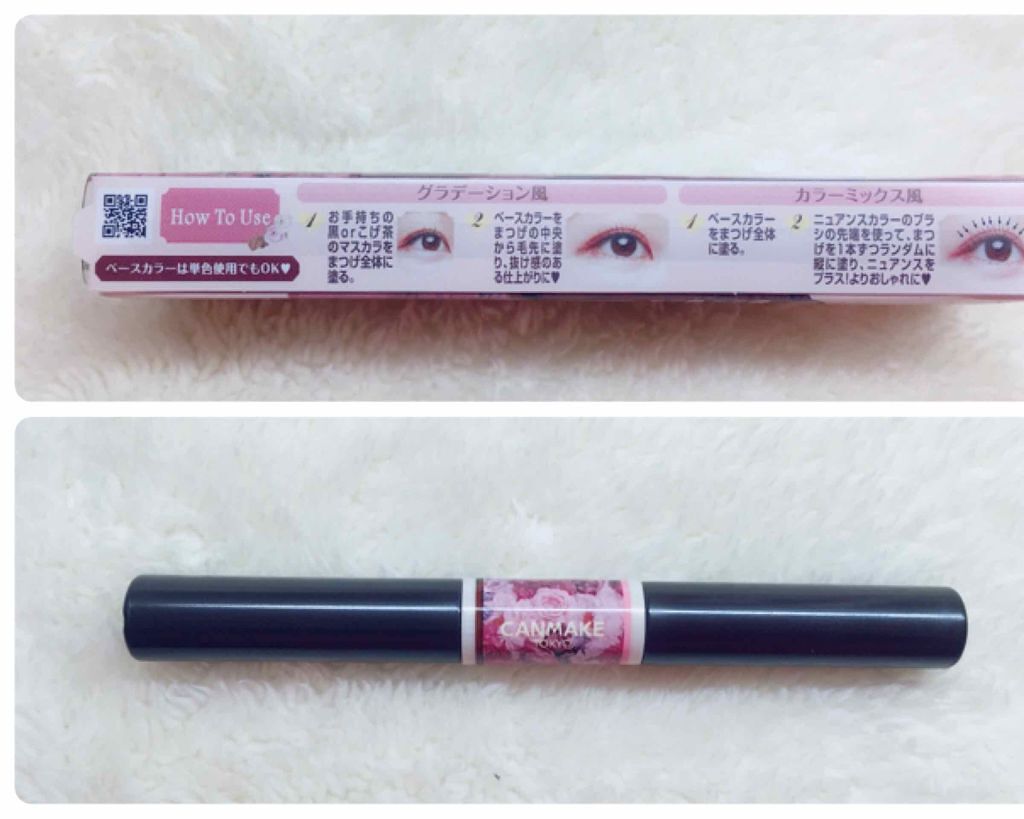 How To Use
ベースカラーは単色使用でもOK♥
グラデーション風
1
お手持ちの
黒orこげ茶
のマスカラを
まつげ全体に
塗る。
2
ベースカラーを
まつげの中央
から毛先に塗
り、抜け感のあ
る仕上がりに♥
カラーミックス風
1
ベースカラー
をまつげ全体
に塗る。
2
ニュアンスカラーのブラ
シの先端を使って、まつ
げを1本ずつランダムに
縦に塗り、ニュアンスを
プラス!よりおしゃれに♥
CANMAKE
TOKYO